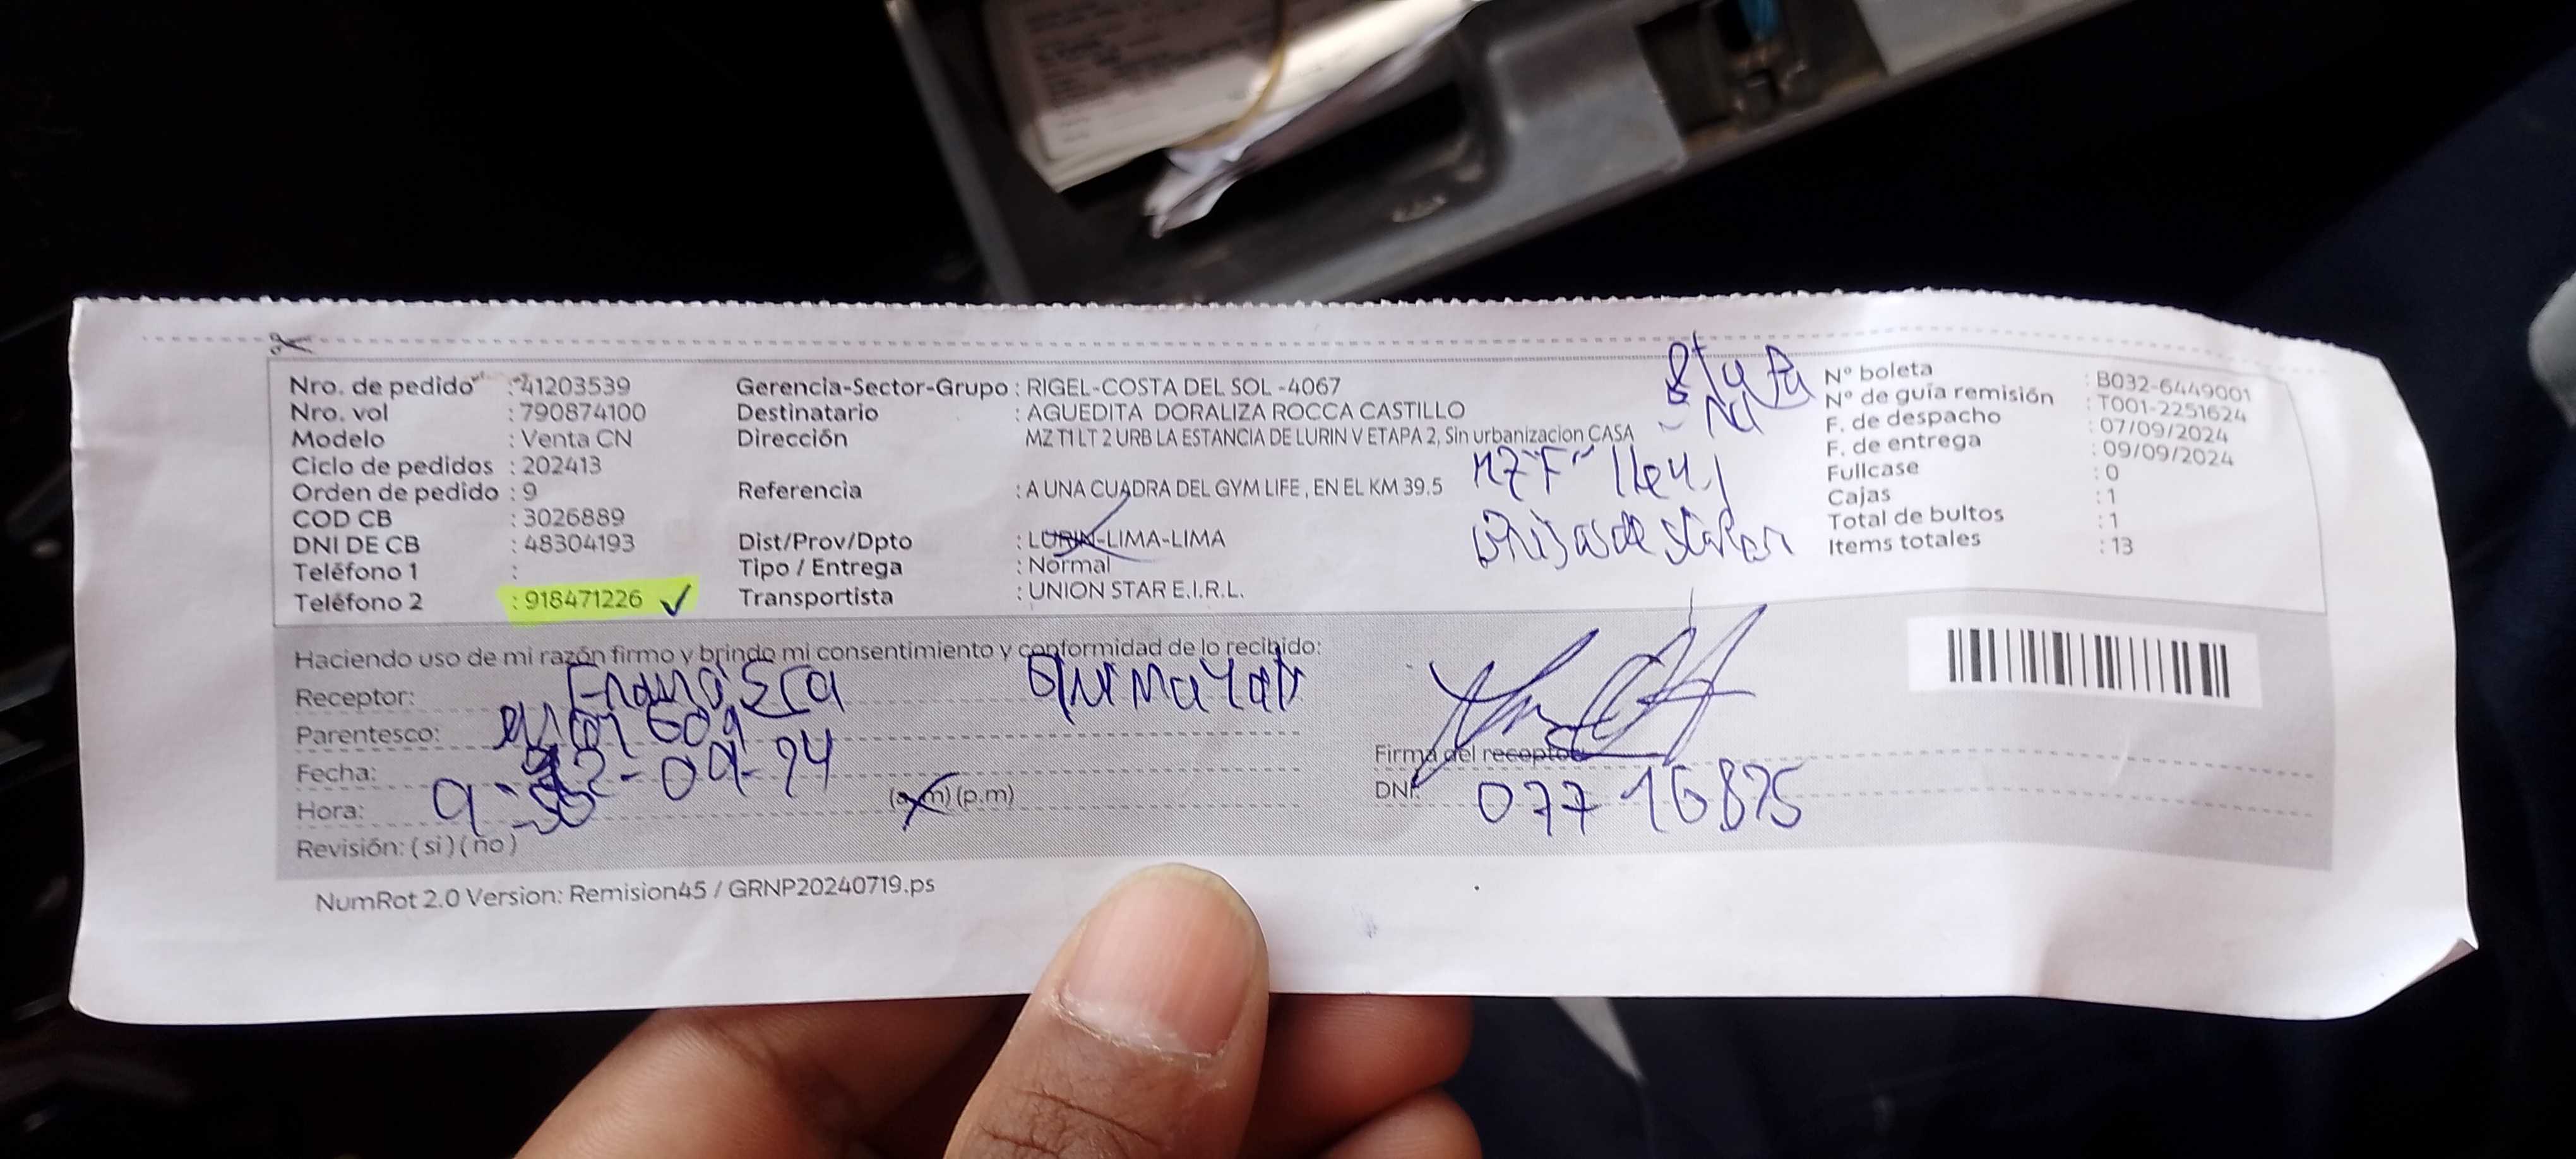 Nro. de pedido : 41203539
Nro. vol : 790874100
Modelo : Venta CN
Ciclo de pedidos : 202413
Orden de pedido : 9
COD CB : 3026889
DNI DE CB : 48304193
Teléfono 1 :
Teléfono 2 : 918471226 ✓
Gerencia-Sector-Grupo : RIGEL-COSTA DEL SOL -4067
Destinatario : AGUEDITA DORALIZA ROCCA CASTILLO
Dirección MZ T1 LT 2 URB LA ESTANCIA DE LURIN V ETAPA 2, Sin urbanizacion CASA
Referencia : A UNA CUADRA DEL GYM LIFE , EN EL KM 39.5
Dist/Prov/Dpto : LURIN-LIMA-LIMA
Tipo / Entrega : Normal
Transportista : UNION STAR E.I.R.L.
MZ "F"
N° boleta : B032-6449001
N° de guía remisión : T001-2251624
F. de despacho : 07/09/2024
F. de entrega : 09/09/2024
Fullcase : 0
Cajas : 1
Total de bultos : 1
Items totales : 13
Haciendo uso de mi razón firmo y brindo mi consentimiento y conformidad de lo recibido:
Receptor:
Parentesco:
Fecha: -09-24
Hora: 9 (a.m) (p.m)
Revisión: ( si ) ( no )
Firma del receptor
DNI: 07716875
NumRot 2.0 Version: Remision45 / GRNP20240719.ps